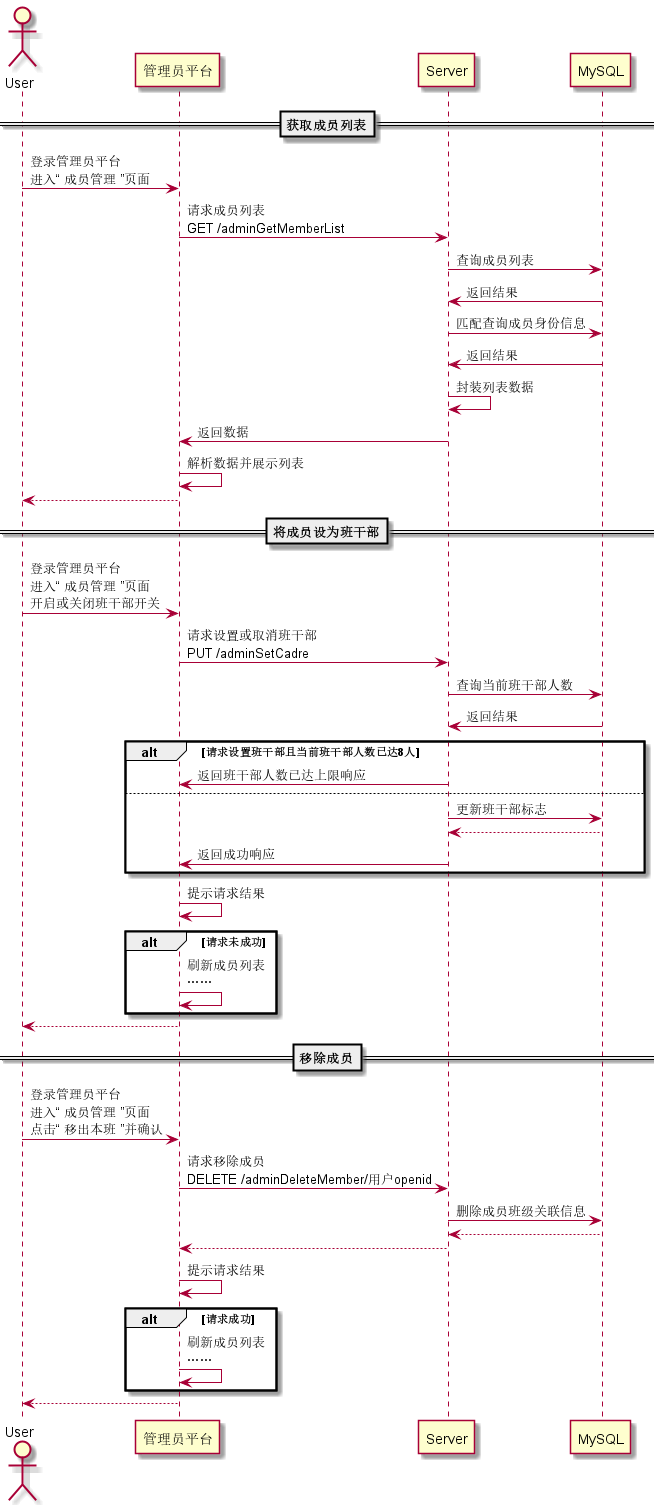 User
管理员平台
Server
MySQL
获取成员列表
登录管理员平台
进入“ 成员管理 ”页面
请求成员列表
GET /adminGetMemberList
查询成员列表
返回结果
匹配查询成员身份信息
返回结果
封装列表数据
返回数据
解析数据并展示列表
将成员设为班干部
登录管理员平台
进入“ 成员管理 ”页面
开启或关闭班干部开关
请求设置或取消班干部
PUT /adminSetCadre
查询当前班干部人数
返回结果
alt
[请求设置班干部且当前班干部人数已达8人]
返回班干部人数已达上限响应
更新班干部标志
返回成功响应
提示请求结果
alt
[请求未成功]
刷新成员列表
……
移除成员
登录管理员平台
进入“ 成员管理 ”页面
点击“ 移出本班 ”并确认
请求移除成员
DELETE /adminDeleteMember/用户openid
删除成员班级关联信息
提示请求结果
alt
[请求成功]
刷新成员列表
……
User
管理员平台
Server
MySQL